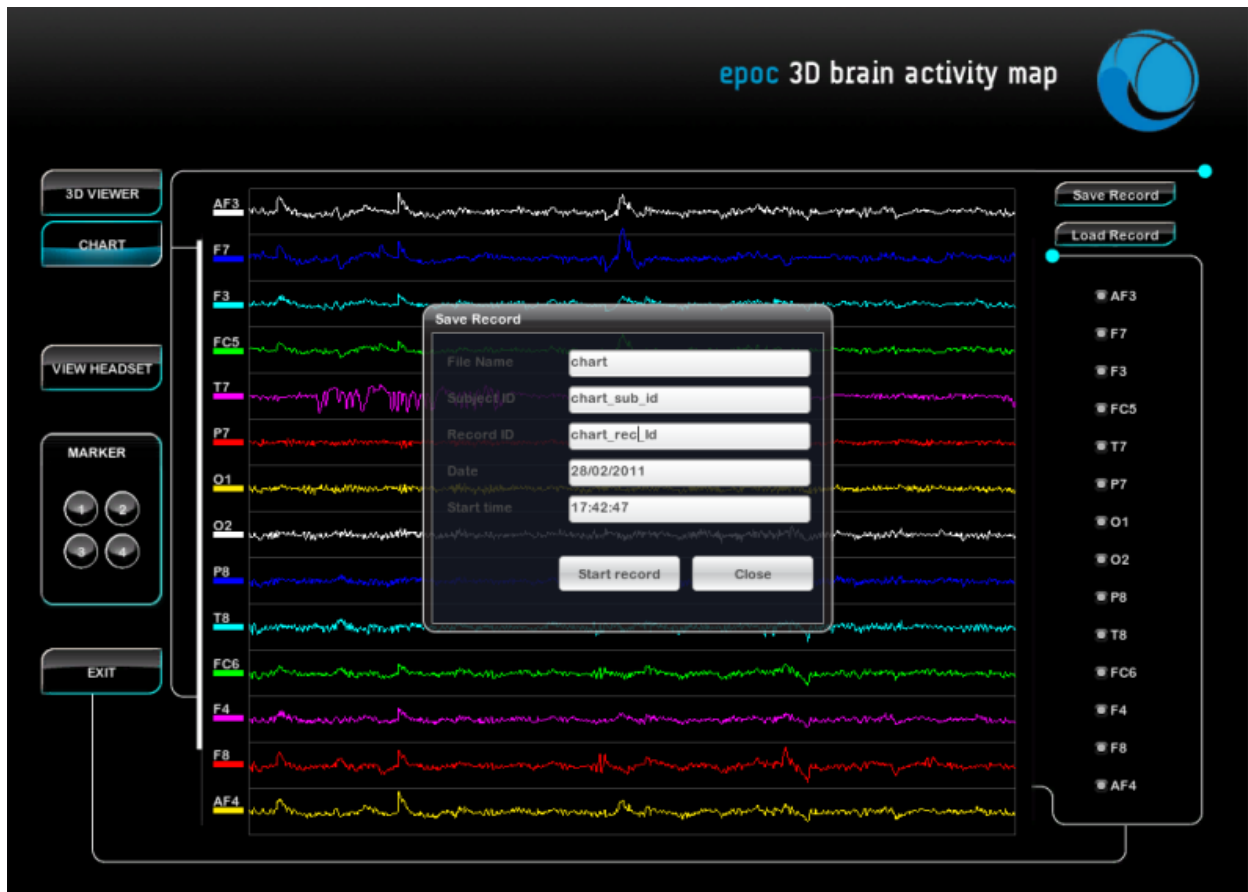 epoc 3D brain activity map
3D VIEWER
CHART
VIEW HEADSET
MARKER
1 2
3 4
EXIT
AF3
F7
F3
FC5
T7
P7
O1
O2
P8
T8
FC6
F4
F8
AF4
Save Record
File Name chart
Subject ID chart_sub_id
Record ID chart_rec_Id
Date 28/02/2011
Start time 17:42:47
Start record Close
Save Record
Load Record
AF3
F7
F3
FC5
T7
P7
O1
O2
P8
T8
FC6
F4
F8
AF4